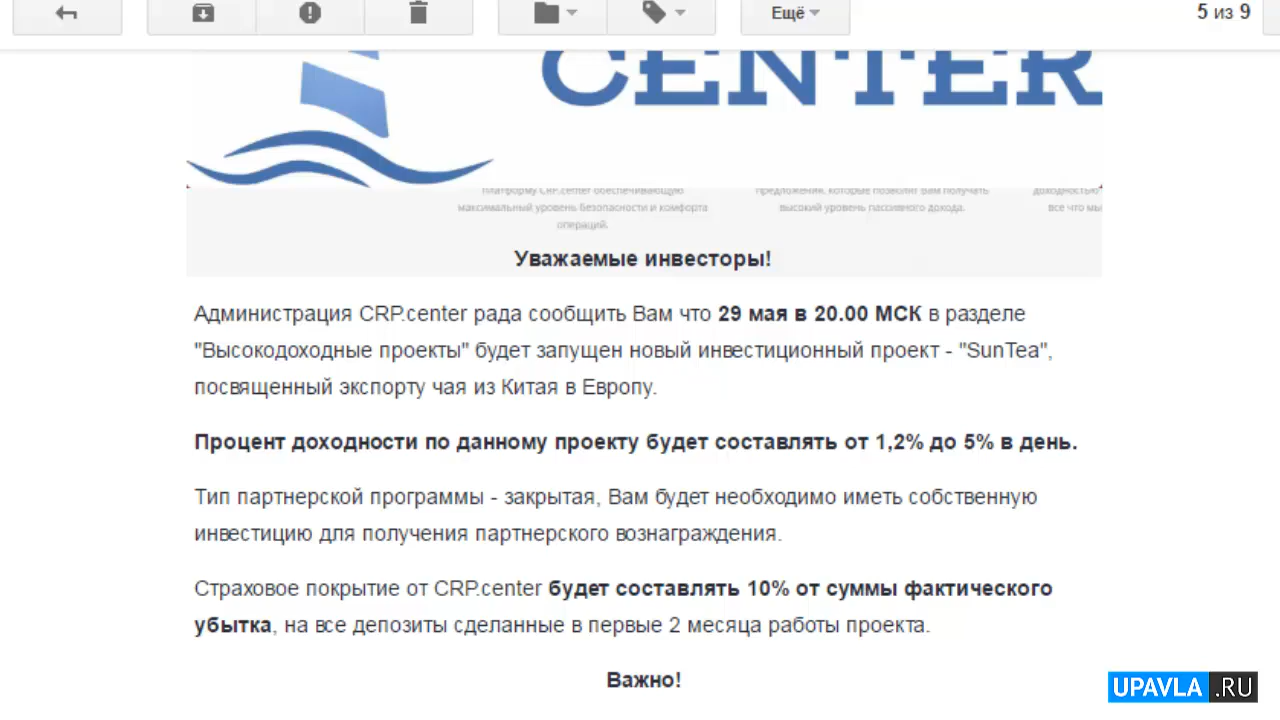 Ещё
5 из 9
CENTER
платформу CRP.center обеспечивающую
предложения, которые позволят Вам получать
доходностью
максимальный уровень безопасности и комфорта
высокий уровень пассивного дохода.
все что мы
операций.
Уважаемые инвесторы!
Администрация CRP.center рада сообщить Вам что 29 мая в 20.00 МСК в разделе
"Высокодоходные проекты" будет запущен новый инвестиционный проект - "SunTea",
посвященный экспорту чая из Китая в Европу.
Процент доходности по данному проекту будет составлять от 1,2% до 5% в день.
Тип партнерской программы - закрытая, Вам будет необходимо иметь собственную
инвестицию для получения партнерского вознаграждения.
Страховое покрытие от CRP.center будет составлять 10% от суммы фактического
убытка, на все депозиты сделанные в первые 2 месяца работы проекта.
Важно!
UPAVLA.RU